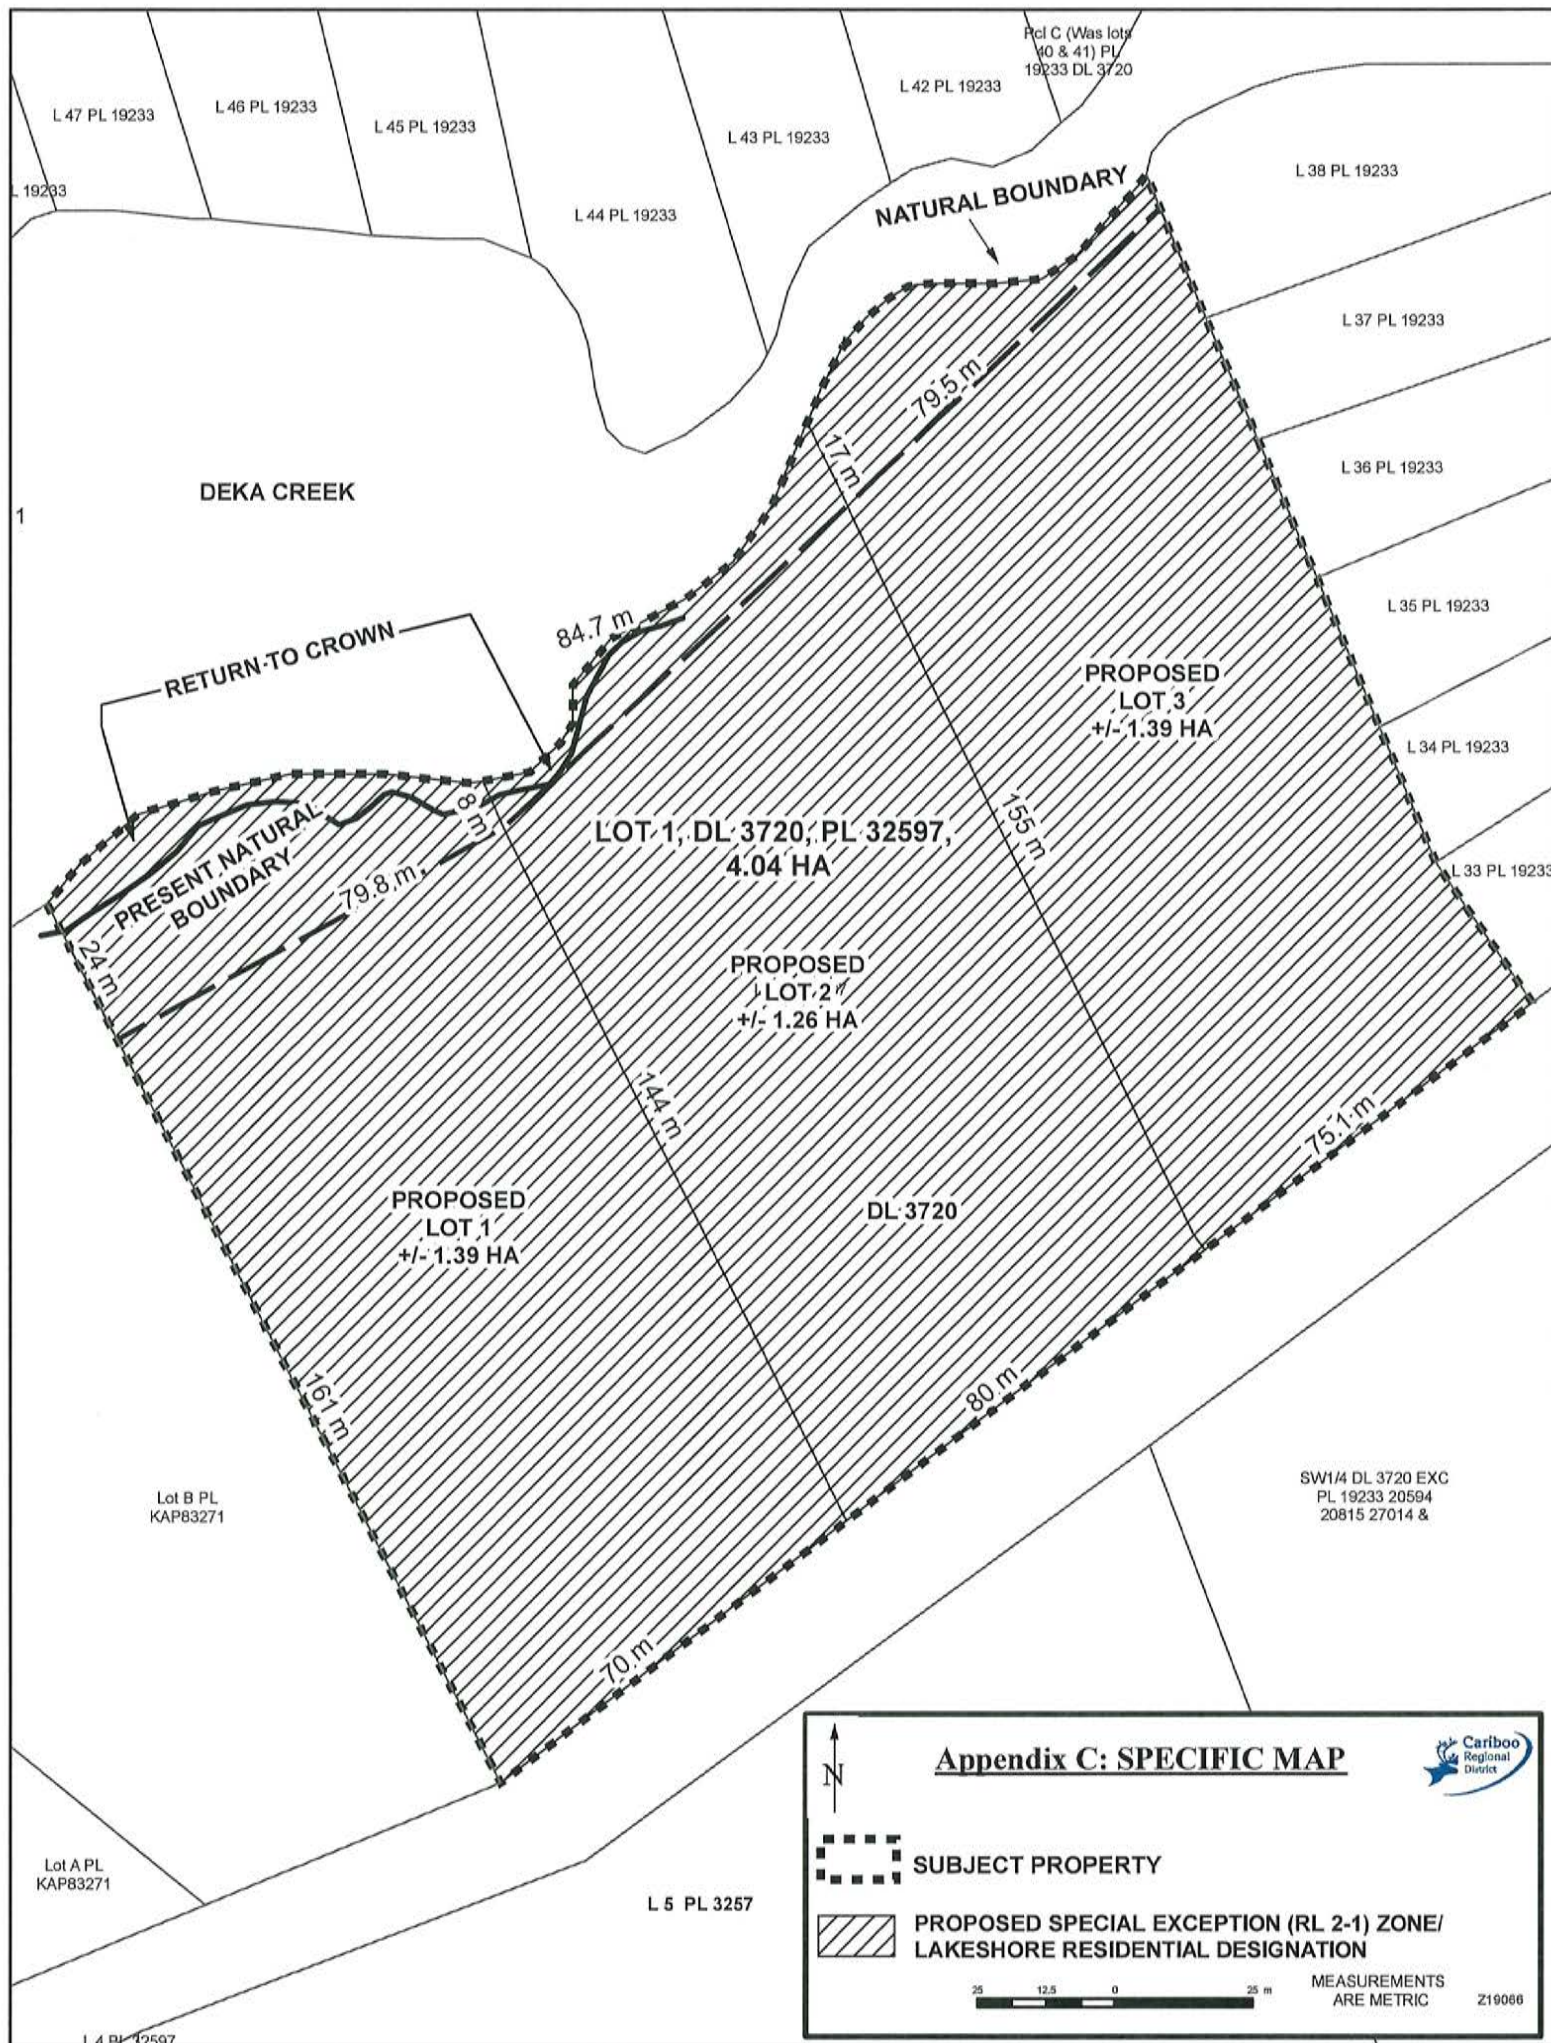 Pcl C (Was lots
40 & 41) PL
19233 DL 3720
L 42 PL 19233
L 47 PL 19233
L 46 PL 19233
L 45 PL 19233
L 43 PL 19233
L 38 PL 19233
L 19233
L 44 PL 19233
NATURAL BOUNDARY
L 37 PL 19233
79.5 m
17 m
L 36 PL 19233
DEKA CREEK
1
L 35 PL 19233
84.7 m
RETURN TO CROWN
PROPOSED
LOT 3
+/- 1.39 HA
L 34 PL 19233
8 m
155 m
LOT 1, DL 3720, PL 32597,
4.04 HA
PRESENT NATURAL
BOUNDARY
79.8 m
L 33 PL 19233
24 m
PROPOSED
LOT 2
+/- 1.26 HA
144 m
75.1 m
PROPOSED
LOT 1
+/- 1.39 HA
DL 3720
161 m
80 m
Lot B PL
KAP83271
SW1/4 DL 3720 EXC
PL 19233 20594
20815 27014 &
70 m
Appendix C: SPECIFIC MAP
Cariboo
Regional
District
N
SUBJECT PROPERTY
Lot A PL
KAP83271
L 5 PL 3257
PROPOSED SPECIAL EXCEPTION (RL 2-1) ZONE/
LAKESHORE RESIDENTIAL DESIGNATION
25 12.5 0 25 m
MEASUREMENTS
ARE METRIC
Z19066
L 4 PL 32597